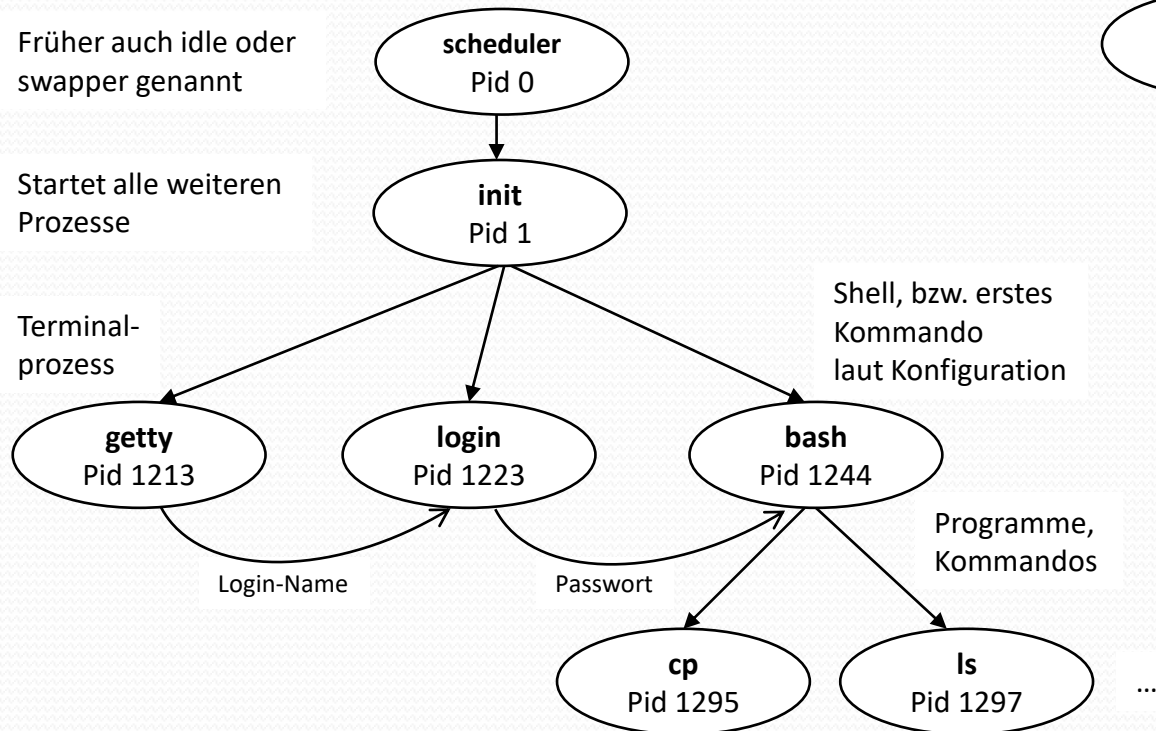 Früher auch idle oder
swapper genannt
scheduler
Pid 0
Startet alle weiteren
Prozesse
init
Pid 1
Terminal-
prozess
Shell, bzw. erstes
Kommando
laut Konfiguration
getty
Pid 1213
login
Pid 1223
bash
Pid 1244
Login-Name
Passwort
Programme,
Kommandos
cp
Pid 1295
ls
Pid 1297
...